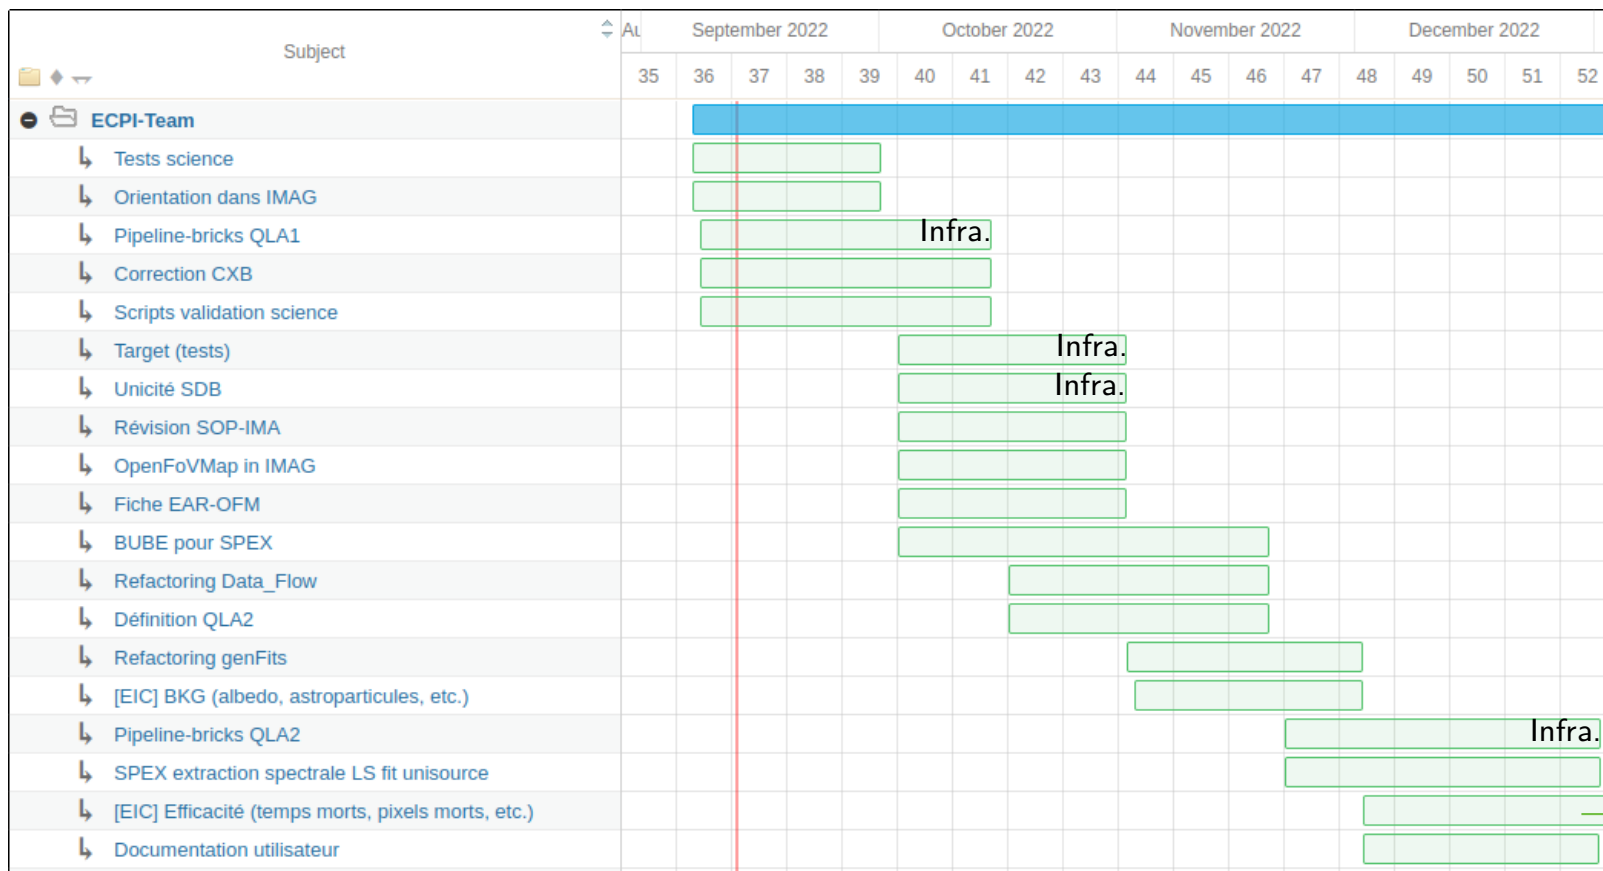 Au September 2022 October 2022 November 2022 December 2022
Subject
35 36 37 38 39 40 41 42 43 44 45 46 47 48 49 50 51 52
ECPI-Team
Tests science
Orientation dans IMAG
Pipeline-bricks QLA1 Infra.
Correction CXB
Scripts validation science
Target (tests) Infra.
Unicité SDB Infra.
Révision SOP-IMA
OpenFoVMap in IMAG
Fiche EAR-OFM
BUBE pour SPEX
Refactoring Data_Flow
Définition QLA2
Refactoring genFits
[EIC] BKG (albedo, astroparticules, etc.)
Pipeline-bricks QLA2 Infra.
SPEX extraction spectrale LS fit unisource
[EIC] Efficacité (temps morts, pixels morts, etc.)
Documentation utilisateur